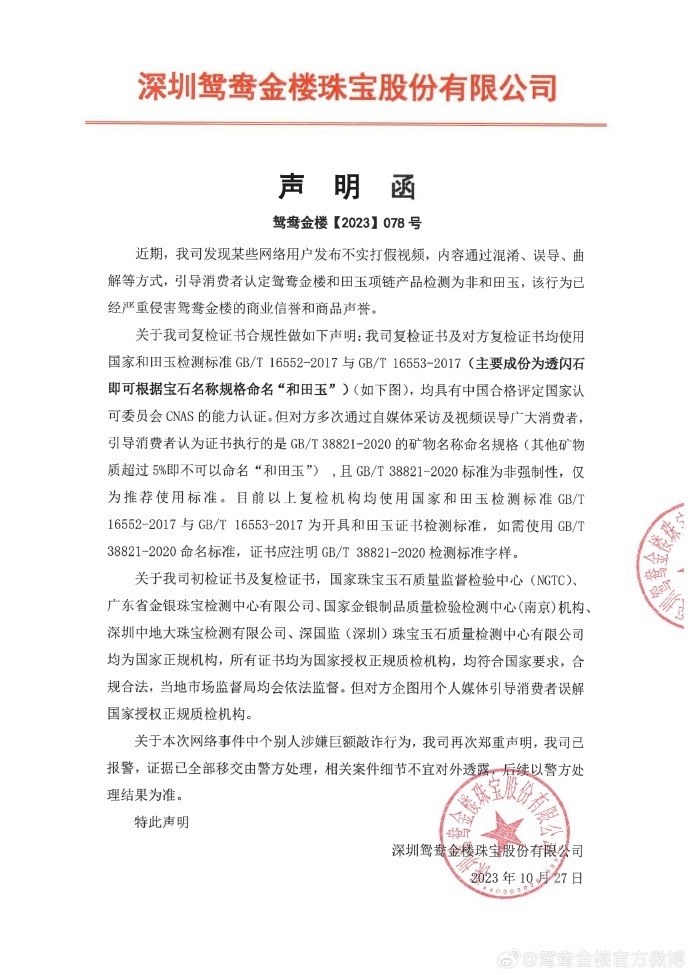 深圳鸳鸯金楼珠宝股份有限公司
声 明 函
鸳鸯金楼【2023】078 号
近期，我司发现某些网络用户发布不实打假视频，内容通过混淆、误导、曲
解等方式，引导消费者认定鸳鸯金楼和田玉项链产品检测为非和田玉，该行为已
经严重侵害鸳鸯金楼的商业信誉和商品声誉。
关于我司复检证书合规性做如下声明：我司复检证书及对方复检证书均使用
国家和田玉检测标准 GB/T 16552-2017 与 GB/T 16553-2017（主要成份为透闪石
即可根据宝石名称规格命名“和田玉”）（如下图），均具有中国合格评定国家认
可委员会 CNAS 的能力认证。但对方多次通过自媒体采访及视频误导广大消费者，
引导消费者认为证书执行的是 GB/T 38821-2020 的矿物名称命名规格（其他矿物
质超过 5%即不可以命名“和田玉”）,且 GB/T 38821-2020 标准为非强制性，仅
为推荐使用标准。目前以上复检机构均使用国家和田玉检测标准 GB/T
16552-2017 与 GB/T 16553-2017 为开具和田玉证书检测标准，如需使用 GB/T
38821-2020 命名标准，证书应注明 GB/T 38821-2020 检测标准字样。
关于我司初检证书及复检证书，国家珠宝玉石质量监督检验中心（NGTC）、
广东省金银珠宝检测中心有限公司、国家金银制品质量检验检测中心(南京)机构、
深圳中地大珠宝检测有限公司、深国监（深圳）珠宝玉石质量检测中心有限公司
均为国家正规机构，所有证书均为国家授权正规质检机构，均符合国家要求，合
规合法，当地市场监督局均会依法监督。但对方企图用个人媒体引导消费者误解
国家授权正规质检机构。
关于本次网络事件中个别人涉嫌巨额敲诈行为，我司再次郑重声明，我司已
报警，证据已全部移交由警方处理，相关案件细节不宜对外透露，后续以警方处
理结果为准。
特此声明
深圳鸳鸯金楼珠宝股份有限公司
2023 年 10 月 27 日
深圳鸳鸯金楼珠宝股份有限公司
@鸳鸯金楼官方微博